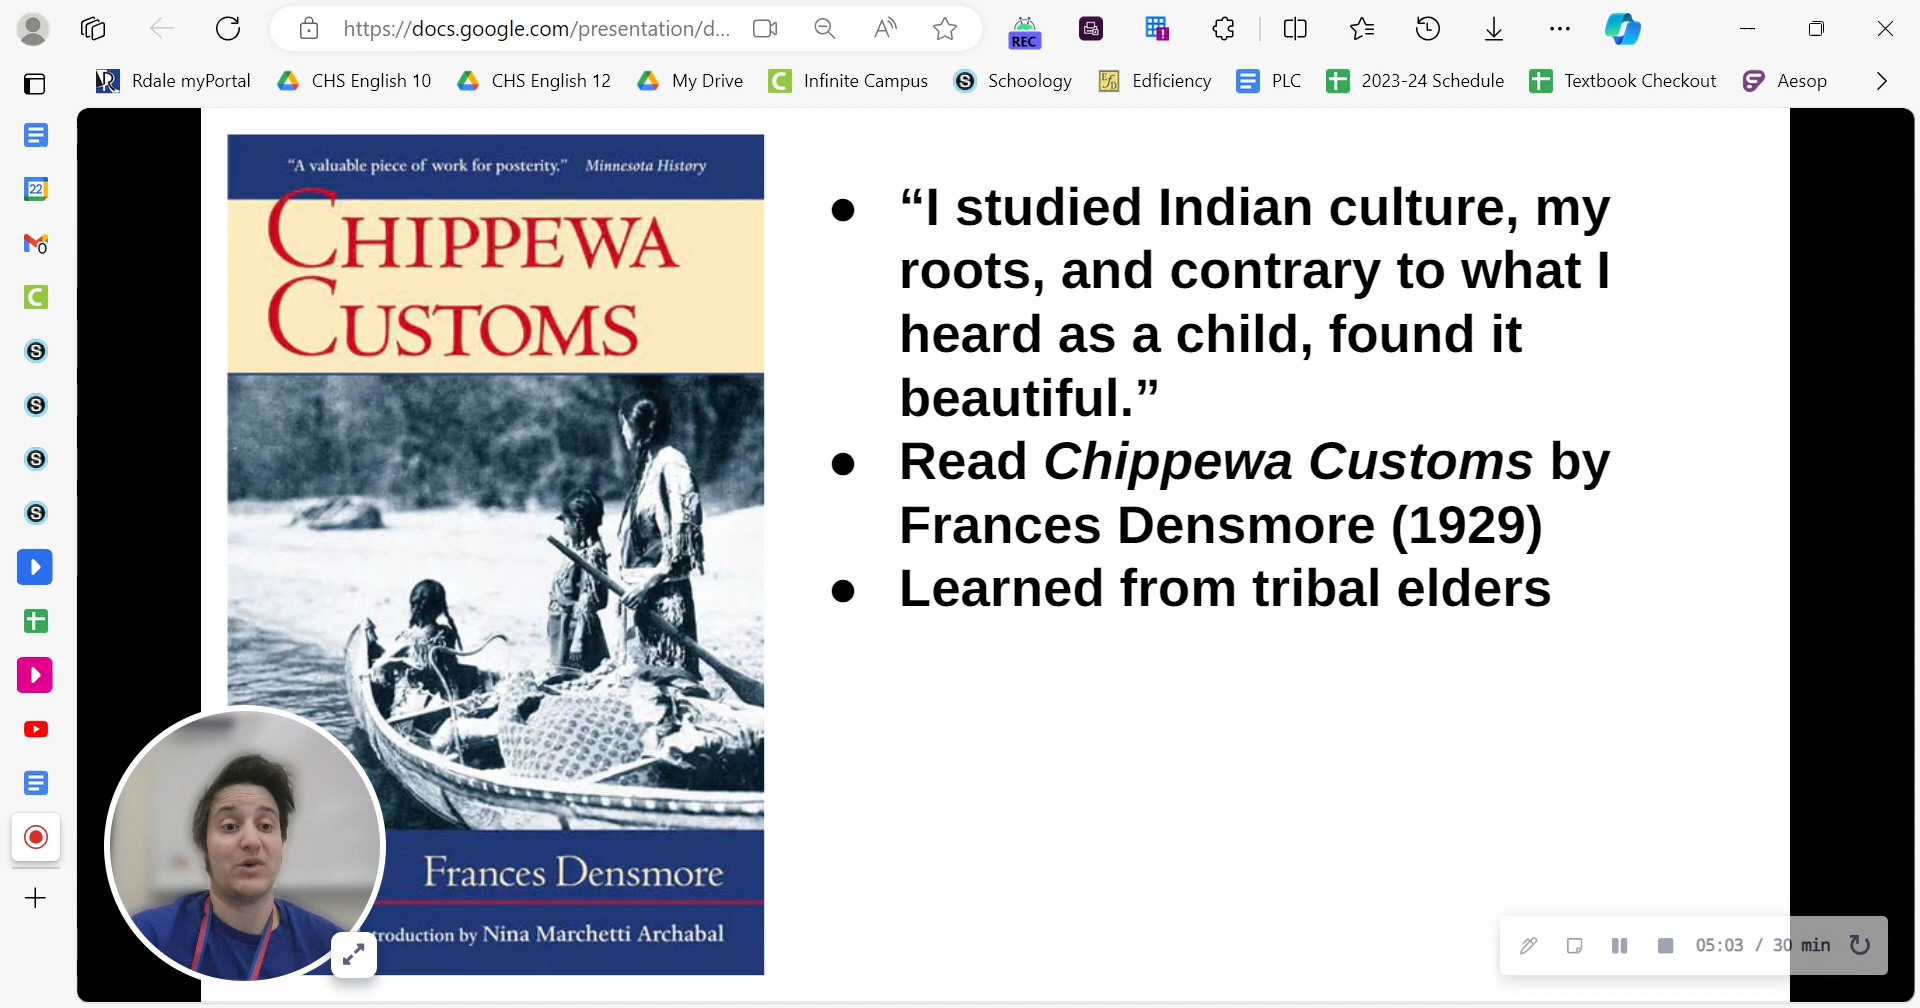 https://docs.google.com/presentation/d...
REC
Rdale myPortal
CHS English 10
CHS English 12
My Drive
Infinite Campus
Schoology
Edficiency
PLC
2023-24 Schedule
Textbook Checkout
Aesop
22
“A valuable piece of work for posterity.” Minnesota History
CHIPPEWA
CUSTOMS
Frances Densmore
troduction by Nina Marchetti Archabal
● “I studied Indian culture, my
roots, and contrary to what I
heard as a child, found it
beautiful.”
● Read Chippewa Customs by
Frances Densmore (1929)
● Learned from tribal elders
05:03 / 30 min